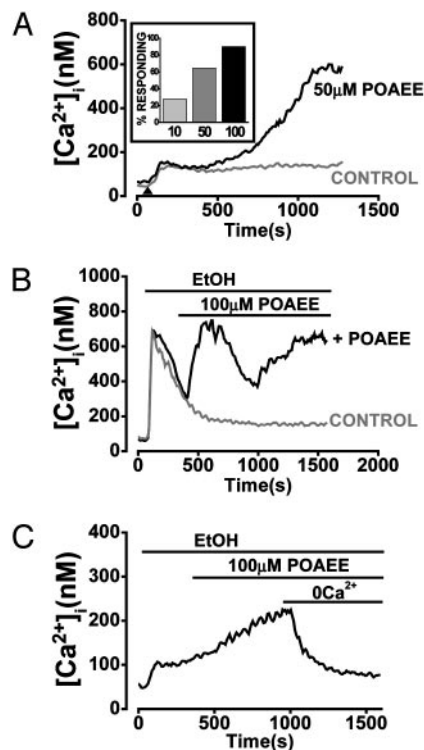 A
[Ca²⁺]ᵢ(nM)
800
600
400
200
0
% RESPONDING
100
80
60
40
20
0
10 50 100
50μM POAEE
CONTROL
0 500 1000 1500
Time(s)
B
[Ca²⁺]ᵢ(nM)
1000
800
600
400
200
0
EtOH
100μM POAEE
+ POAEE
CONTROL
0 500 1000 1500 2000
Time(s)
C
[Ca²⁺]ᵢ(nM)
400
300
200
100
0
EtOH
100μM POAEE
0Ca²⁺
0 1000 2000
Time(s)